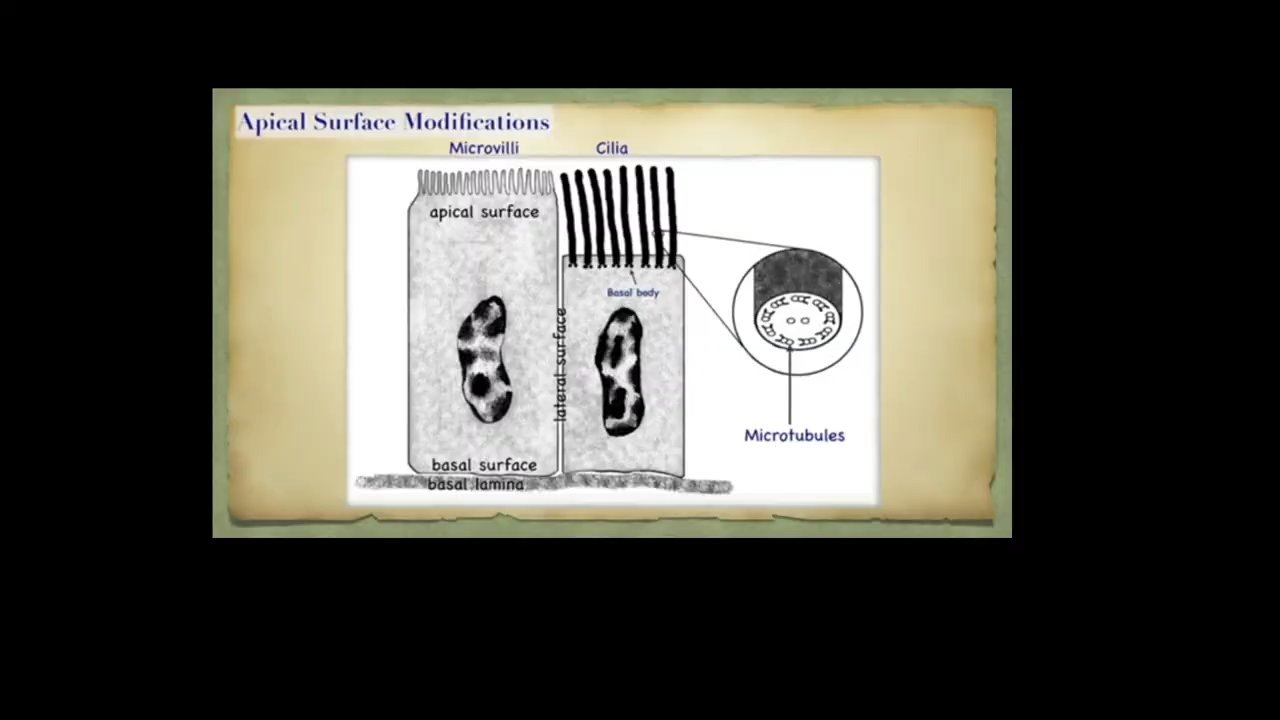 Apical Surface Modifications
Microvilli
Cilia
apical surface
Basal body
lateral surface
Microtubules
basal surface
basal lamina